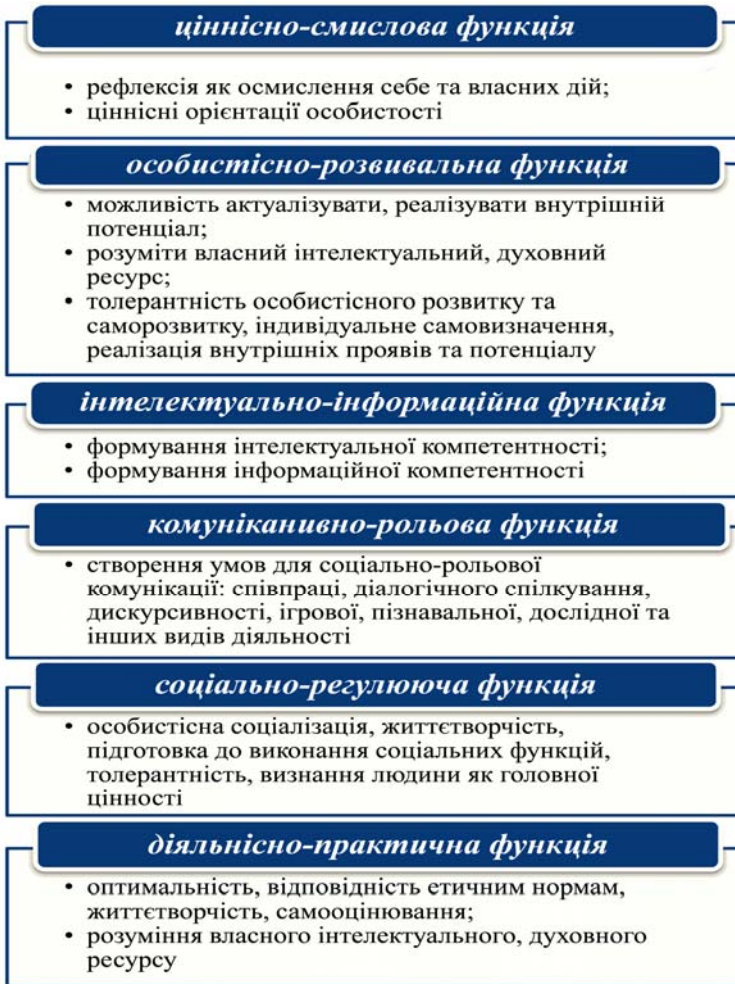 ціннісно-смислова функція
• рефлексія як осмислення себе та власних дій;
• ціннісні орієнтації особистості
особистісно-розвивальна функція
• можливість актуалізувати, реалізувати внутрішній
потенціал;
• розуміти власний інтелектуальний, духовний
ресурс;
• толерантність особистісного розвитку та
саморозвитку, індивідуальне самовизначення,
реалізація внутрішніх проявів та потенціалу
інтелектуально-інформаційна функція
• формування інтелектуальної компетентності;
• формування інформаційної компетентності
комуніканивно-рольова функція
• створення умов для соціально-рольової
комунікації: співпраці, діалогічного спілкування,
дискурсивності, ігрової, пізнавальної, дослідної та
інших видів діяльності
соціально-регулююча функція
• особистісна соціалізація, життєтворчість,
підготовка до виконання соціальних функцій,
толерантність, визнання людини як головної
цінності
діяльнісно-практична функція
• оптимальність, відповідність етичним нормам,
життєтворчість, самооцінювання;
• розуміння власного інтелектуального, духовного
ресурсу